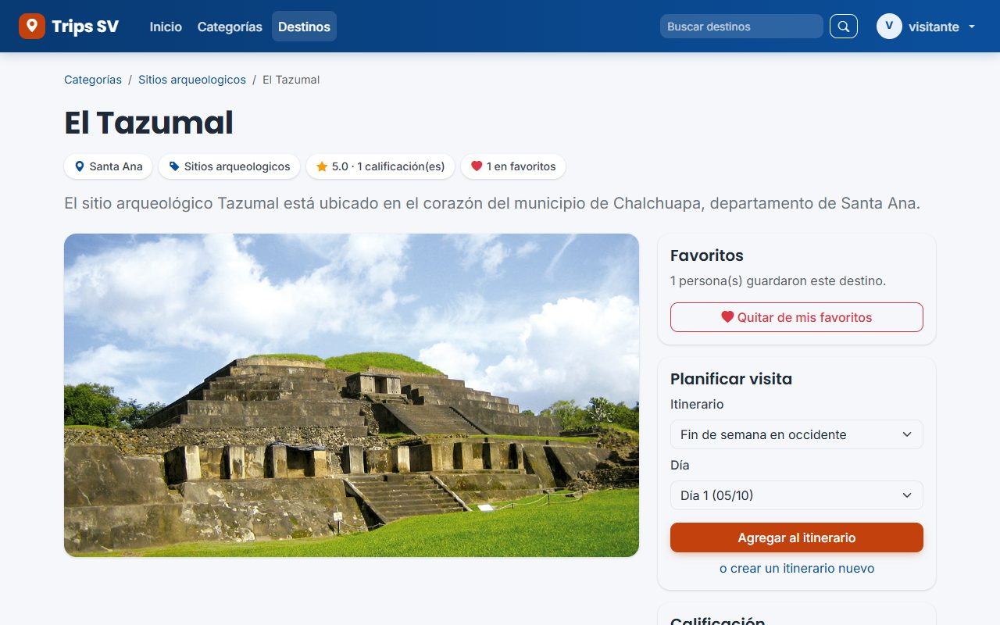 Trips SV
Inicio
Categorías
Destinos
Buscar destinos
V
visitante
Categorías / Sitios arqueologicos / El Tazumal
El Tazumal
Santa Ana
Sitios arqueologicos
5.0 · 1 calificación(es)
1 en favoritos
El sitio arqueológico Tazumal está ubicado en el corazón del municipio de Chalchuapa, departamento de Santa Ana.
Favoritos
1 persona(s) guardaron este destino.
Quitar de mis favoritos
Planificar visita
Itinerario
Fin de semana en occidente
Día
Día 1 (05/10)
Agregar al itinerario
o crear un itinerario nuevo
Calificación